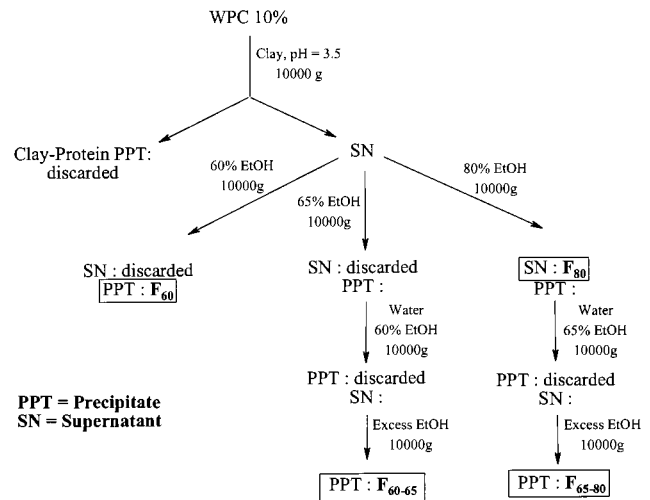 WPC 10%
Clay, pH = 3.5
10000 g
Clay-Protein PPT:
discarded
SN
60% EtOH
10000g
65% EtOH
10000g
80% EtOH
10000g
SN : discarded
PPT : F60
SN : discarded
PPT :
SN : F80
PPT :
Water
60% EtOH
10000g
Water
65% EtOH
10000g
PPT : discarded
SN :
PPT : discarded
SN :
PPT = Precipitate
SN = Supernatant
Excess EtOH
10000g
Excess EtOH
10000g
PPT : F60-65
PPT : F65-80